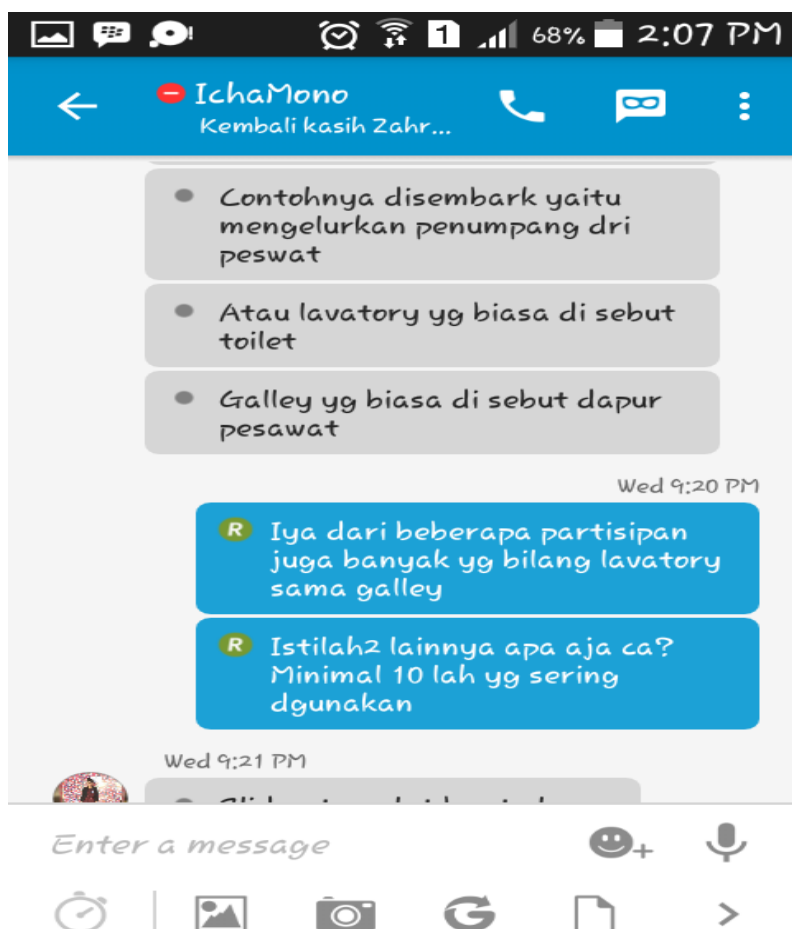 1 68% 2:07 PM
IchaMono
Kembali kasih Zahr...
Contohnya disembark yaitu
mengelurkan penumpang dri
peswat
Atau lavatory yg biasa di sebut
toilet
Galley yg biasa di sebut dapur
pesawat
Wed 9:20 PM
R Iya dari beberapa partisipan
juga banyak yg bilang lavatory
sama galley
R Istilah2 lainnya apa aja ca?
Minimal 10 lah yg sering
dgunakan
Wed 9:21 PM
Enter a message